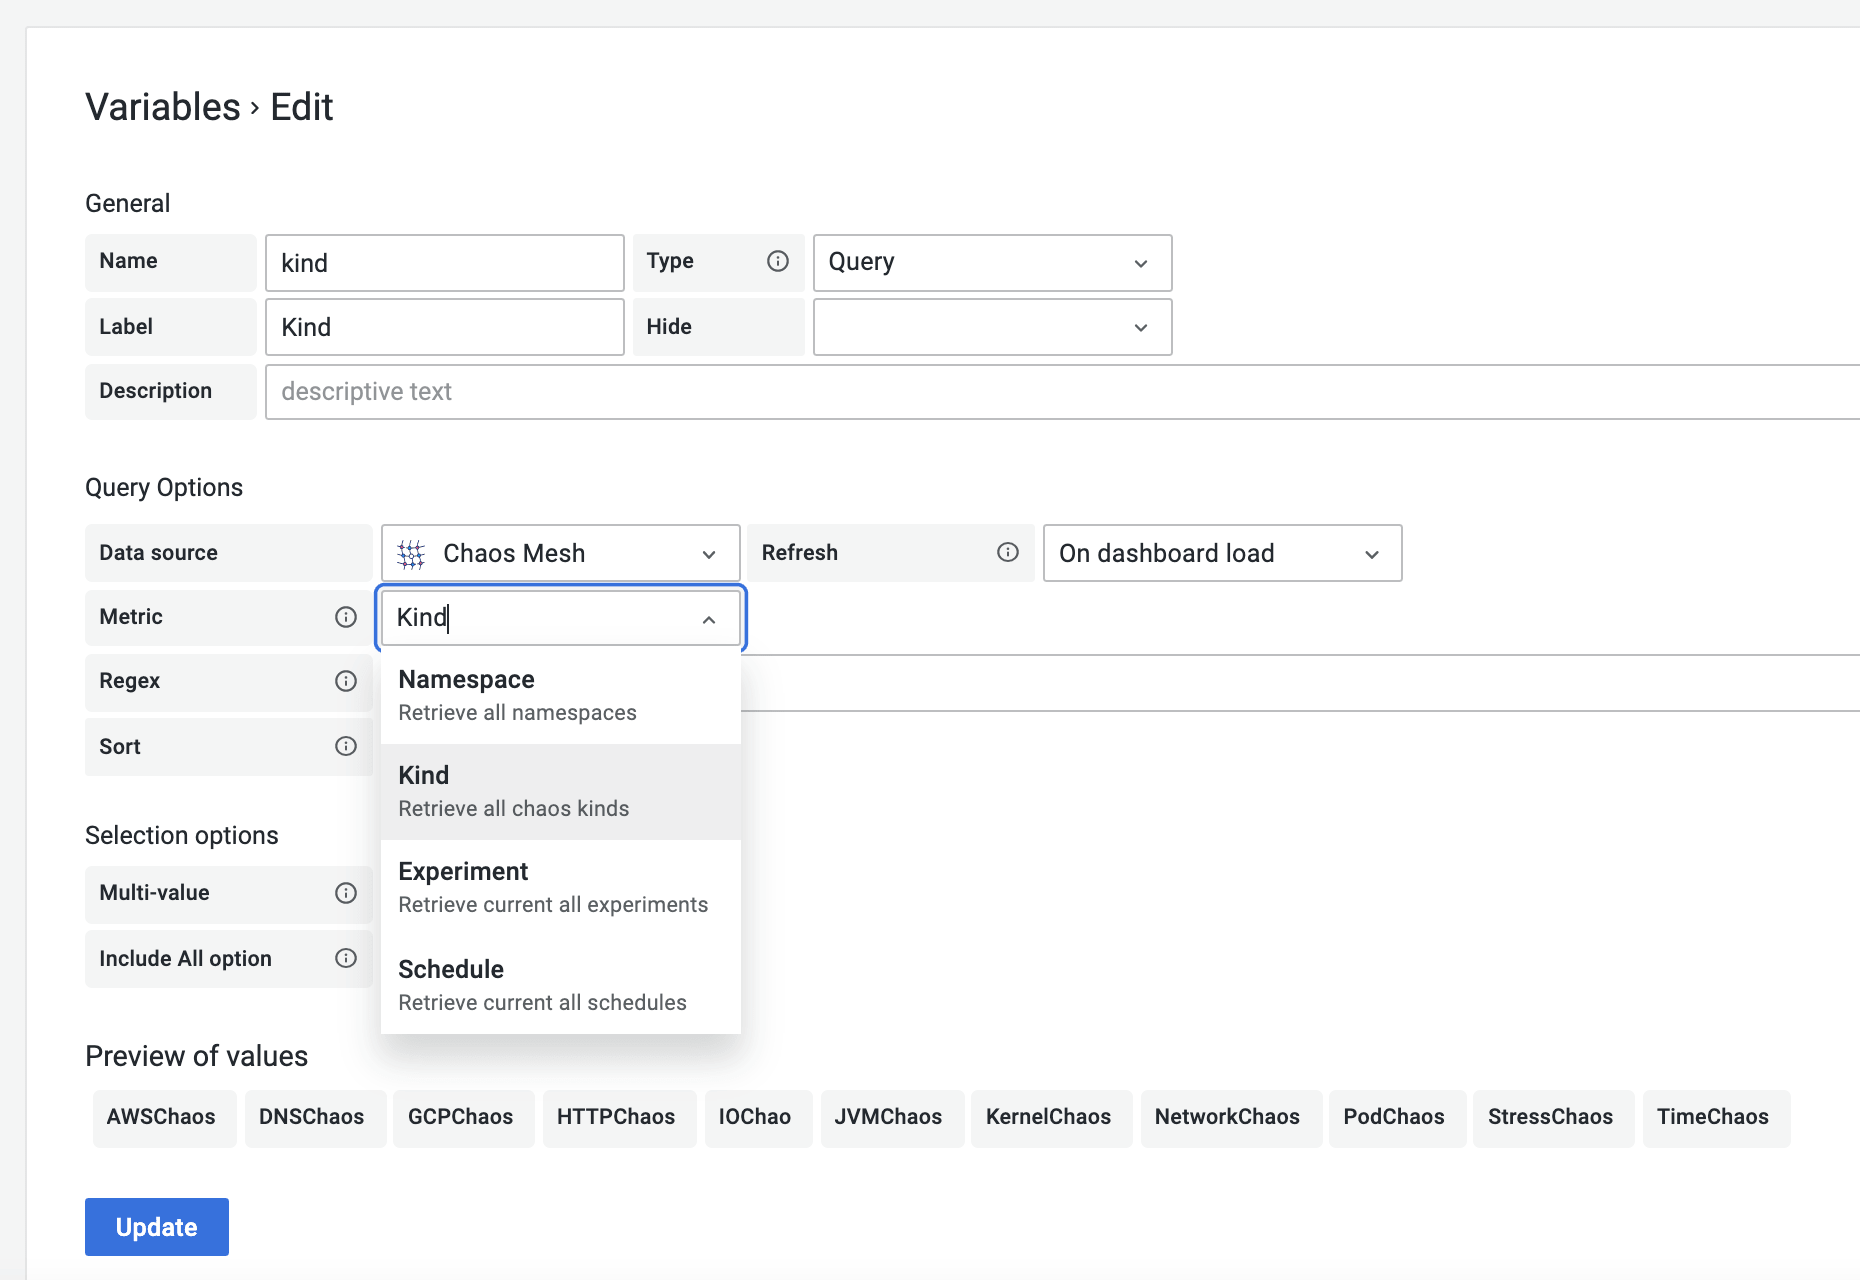 Variables › Edit
General
Name kind Type Query
Label Kind Hide
Description descriptive text
Query Options
Data source Chaos Mesh Refresh On dashboard load
Metric Kind
Regex
Sort
Namespace
Retrieve all namespaces
Kind
Retrieve all chaos kinds
Experiment
Retrieve current all experiments
Schedule
Retrieve current all schedules
Selection options
Multi-value
Include All option
Preview of values
AWSChaos DNSChaos GCPChaos HTTPChaos IOChao JVMChaos KernelChaos NetworkChaos PodChaos StressChaos TimeChaos
Update